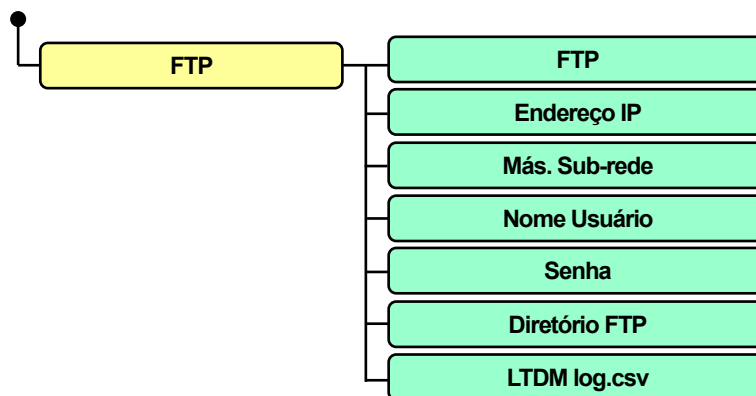 FTP
FTP
Endereço IP
Más. Sub-rede
Nome Usuário
Senha
Diretório FTP
LTDM log.csv